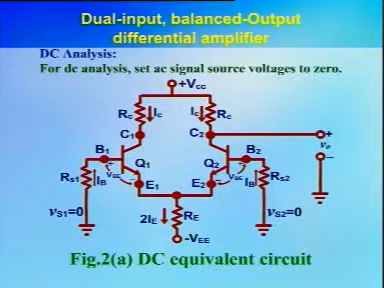 Dual-input, balanced-Output
differential amplifier
DC Analysis:
For dc analysis, set ac signal source voltages to zero.
+Vcc
Rc Ic Ic Rc
C1 C2 +
B1 B2
Q1 Q2 vo
VBE VBE –
Rs1 IB E1 E2 IB Rs2
vS1=0 2IE RE vS2=0
-VEE
Fig.2(a) DC equivalent circuit